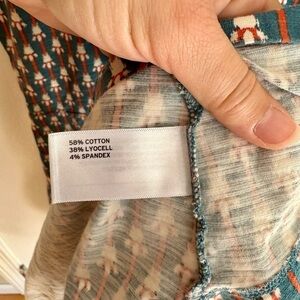 58% COTTON
38% LYOCELL
4% SPANDEX